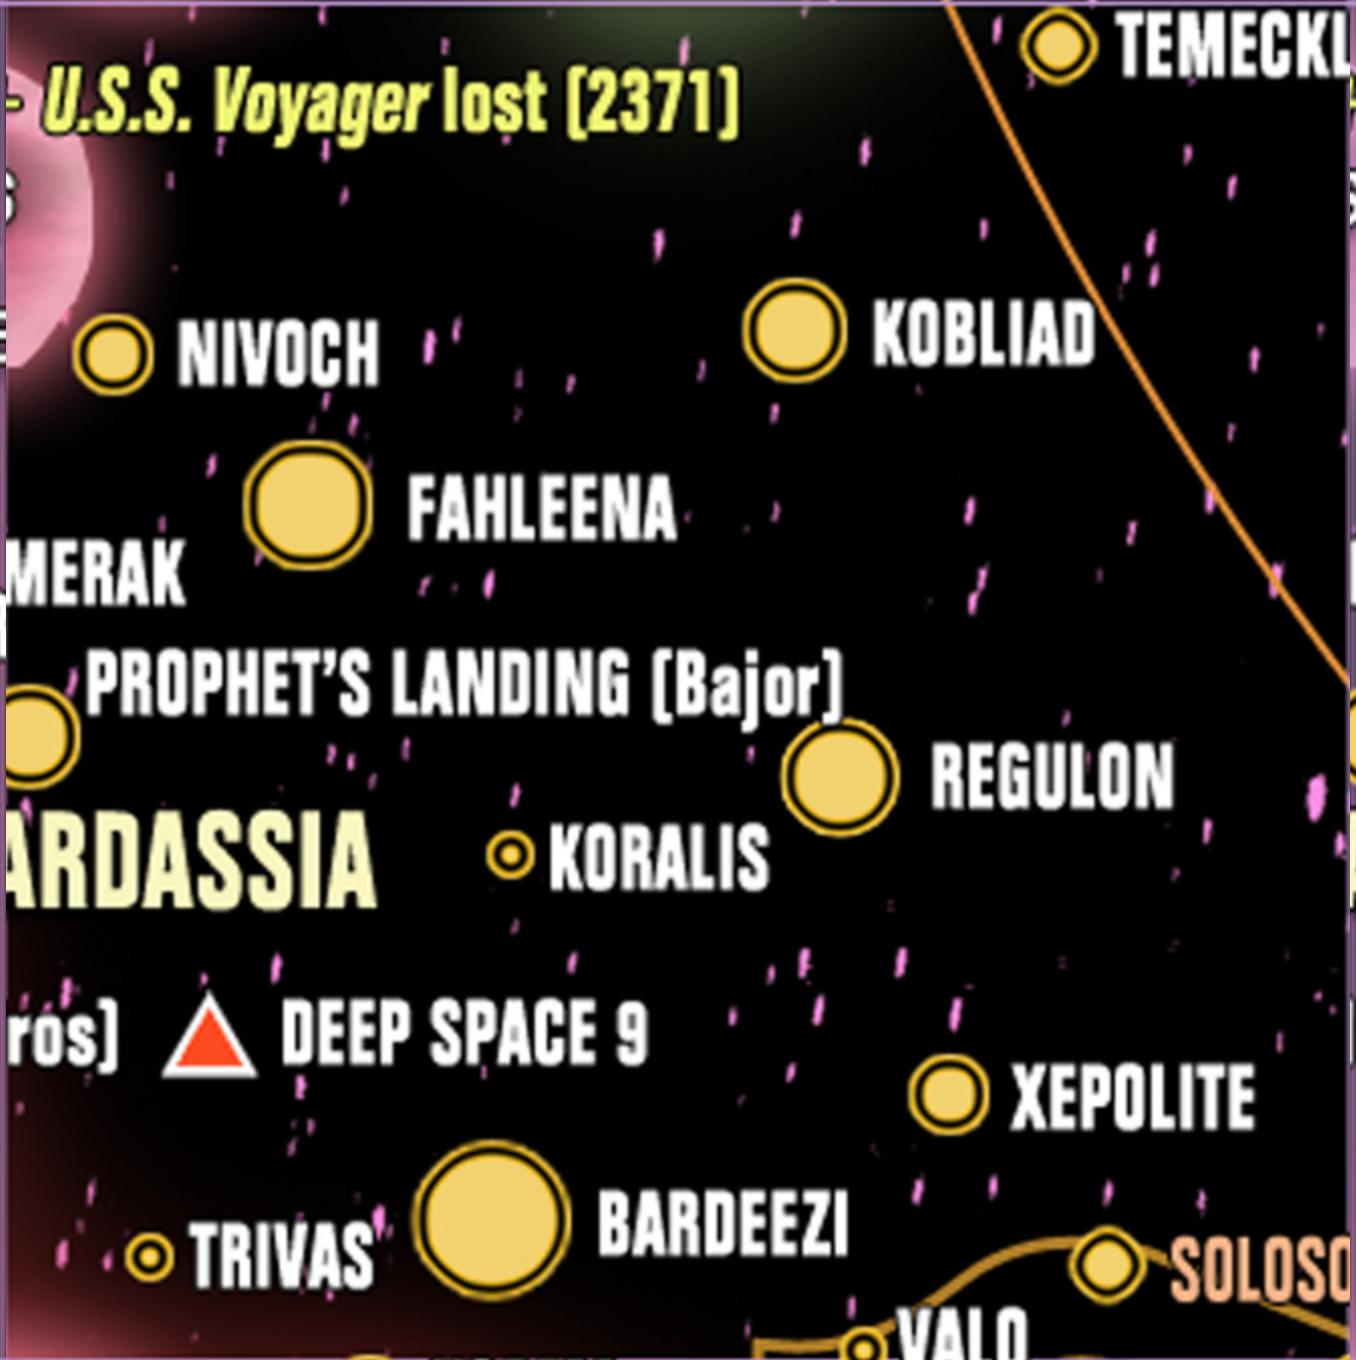 TEMECKL
- U.S.S. Voyager lost (2371)
KOBLIAD
NIVOCH
FAHLEENA
MERAK
PROPHET'S LANDING (Bajor)
REGULON
ARDASSIA
KORALIS
ros) DEEP SPACE 9
XEPOLITE
BARDEEZI
TRIVAS
SOLOSO
VALO